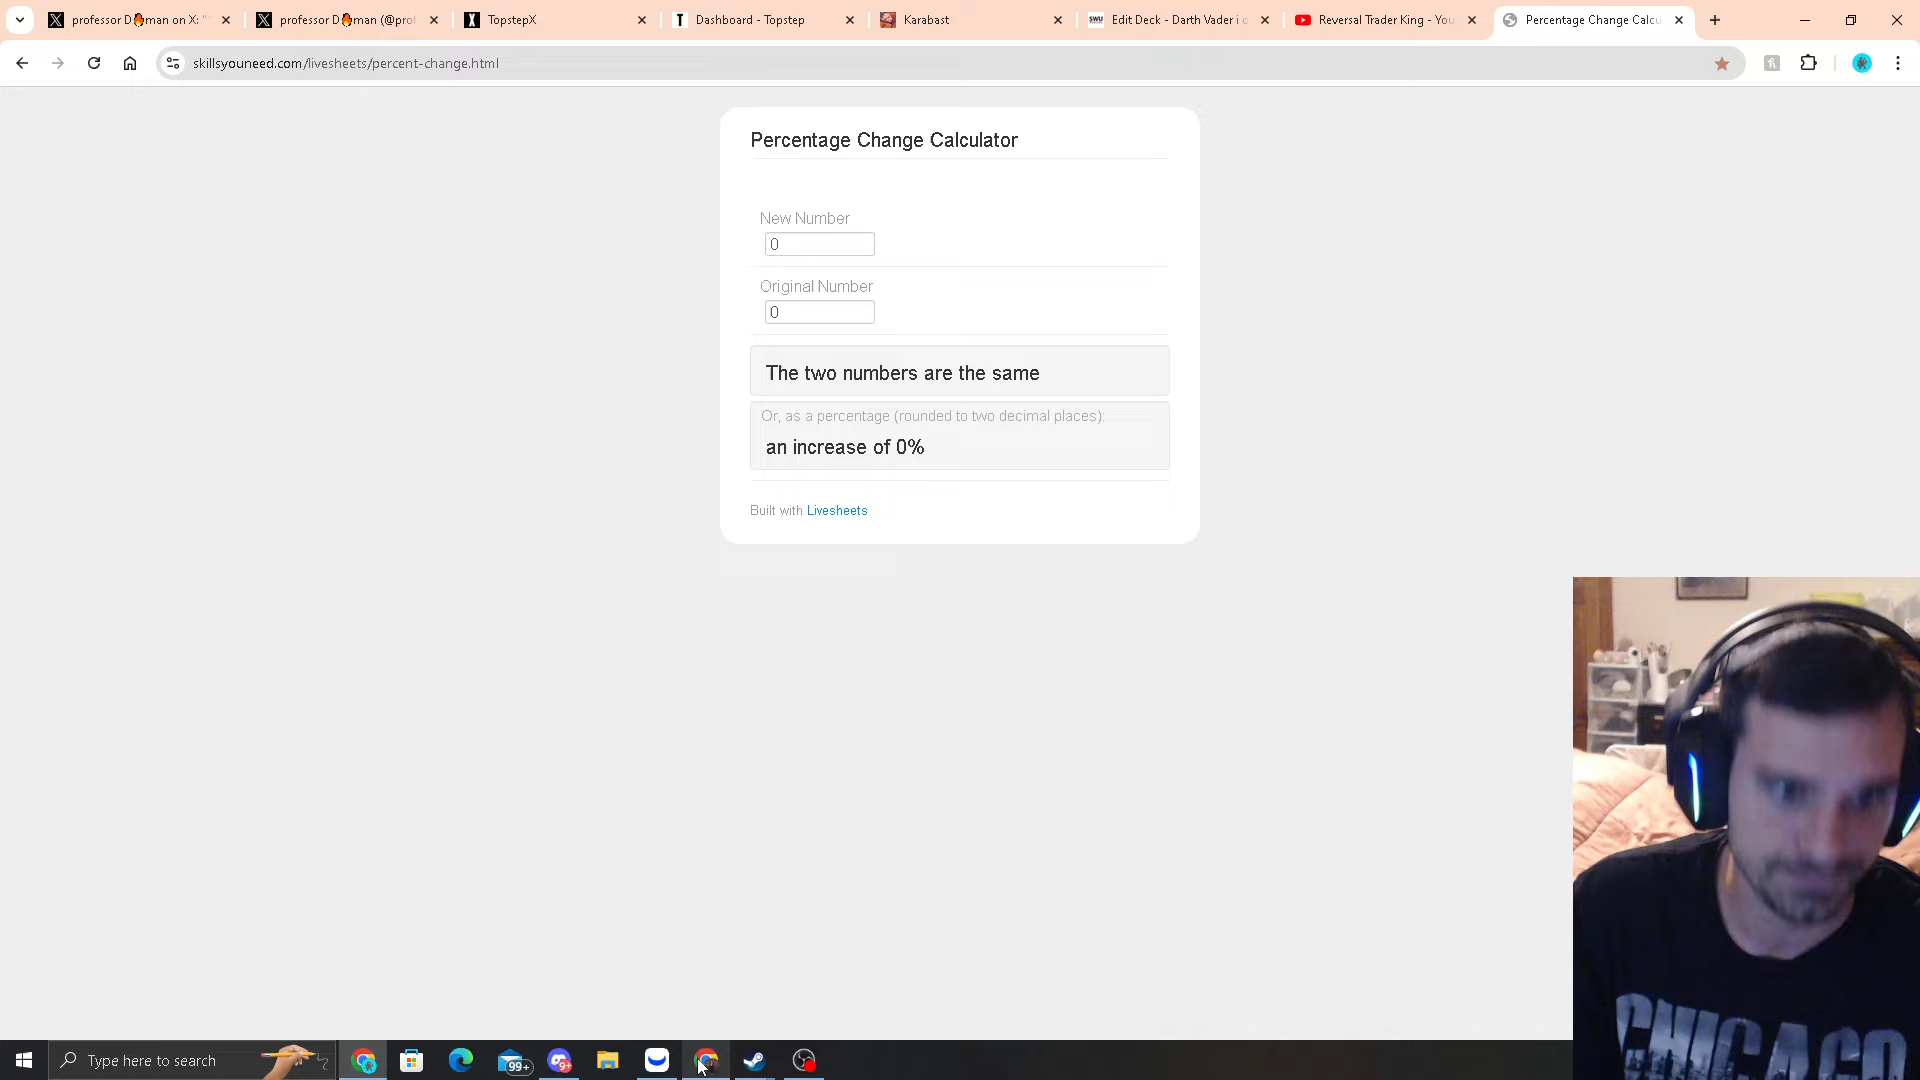 professor D🔥man on X: "
professor D🔥man (@prof
TopstepX
Dashboard - Topstep
Karabast
SWU
Edit Deck - Darth Vader i o
Reversal Trader King - You
Percentage Change Calcu
skillsyouneed.com/livesheets/percent-change.html
Percentage Change Calculator
New Number
0
Original Number
0
The two numbers are the same
Or, as a percentage (rounded to two decimal places):
an increase of 0%
Built with Livesheets
CHICAGO
Type here to search
99+
9+